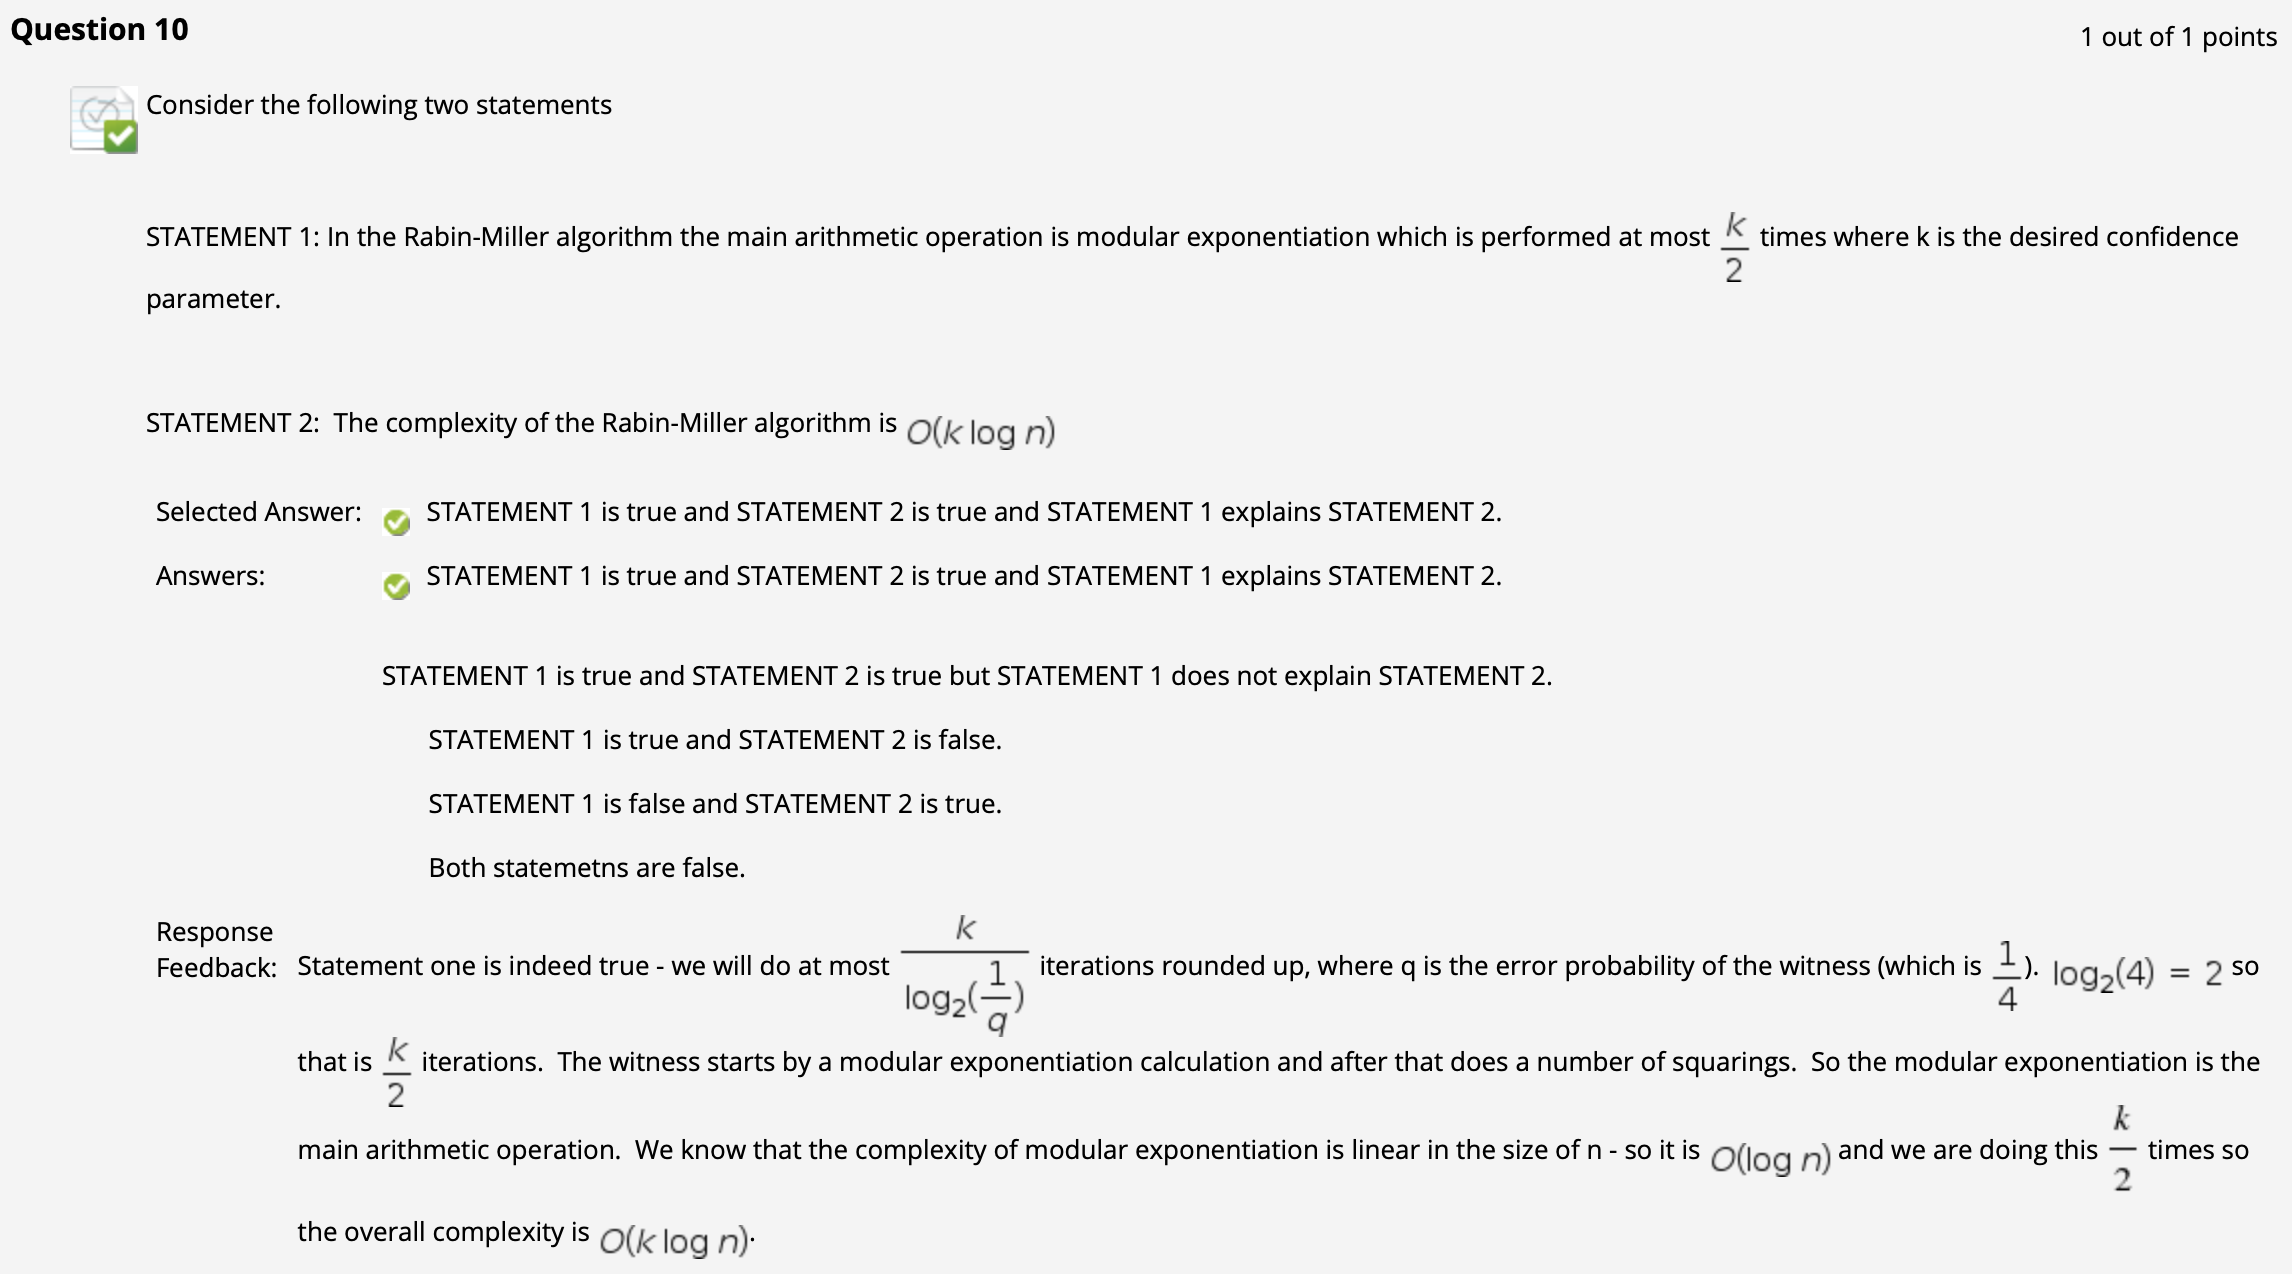 Question 10
1 out of 1 points
Consider the following two statements
STATEMENT 1: In the Rabin-Miller algorithm the main arithmetic operation is modular exponentiation which is performed at most k/2 times where k is the desired confidence
parameter.
STATEMENT 2: The complexity of the Rabin-Miller algorithm is O(k log n)
Selected Answer: STATEMENT 1 is true and STATEMENT 2 is true and STATEMENT 1 explains STATEMENT 2.
Answers: STATEMENT 1 is true and STATEMENT 2 is true and STATEMENT 1 explains STATEMENT 2.
STATEMENT 1 is true and STATEMENT 2 is true but STATEMENT 1 does not explain STATEMENT 2.
STATEMENT 1 is true and STATEMENT 2 is false.
STATEMENT 1 is false and STATEMENT 2 is true.
Both statemetns are false.
Response
Feedback: Statement one is indeed true - we will do at most k/log₂(1/q) iterations rounded up, where q is the error probability of the witness (which is 1/4). log₂(4) = 2 so
that is k/2 iterations. The witness starts by a modular exponentiation calculation and after that does a number of squarings. So the modular exponentiation is the
main arithmetic operation. We know that the complexity of modular exponentiation is linear in the size of n - so it is O(log n) and we are doing this k/2 times so
the overall complexity is O(k log n).